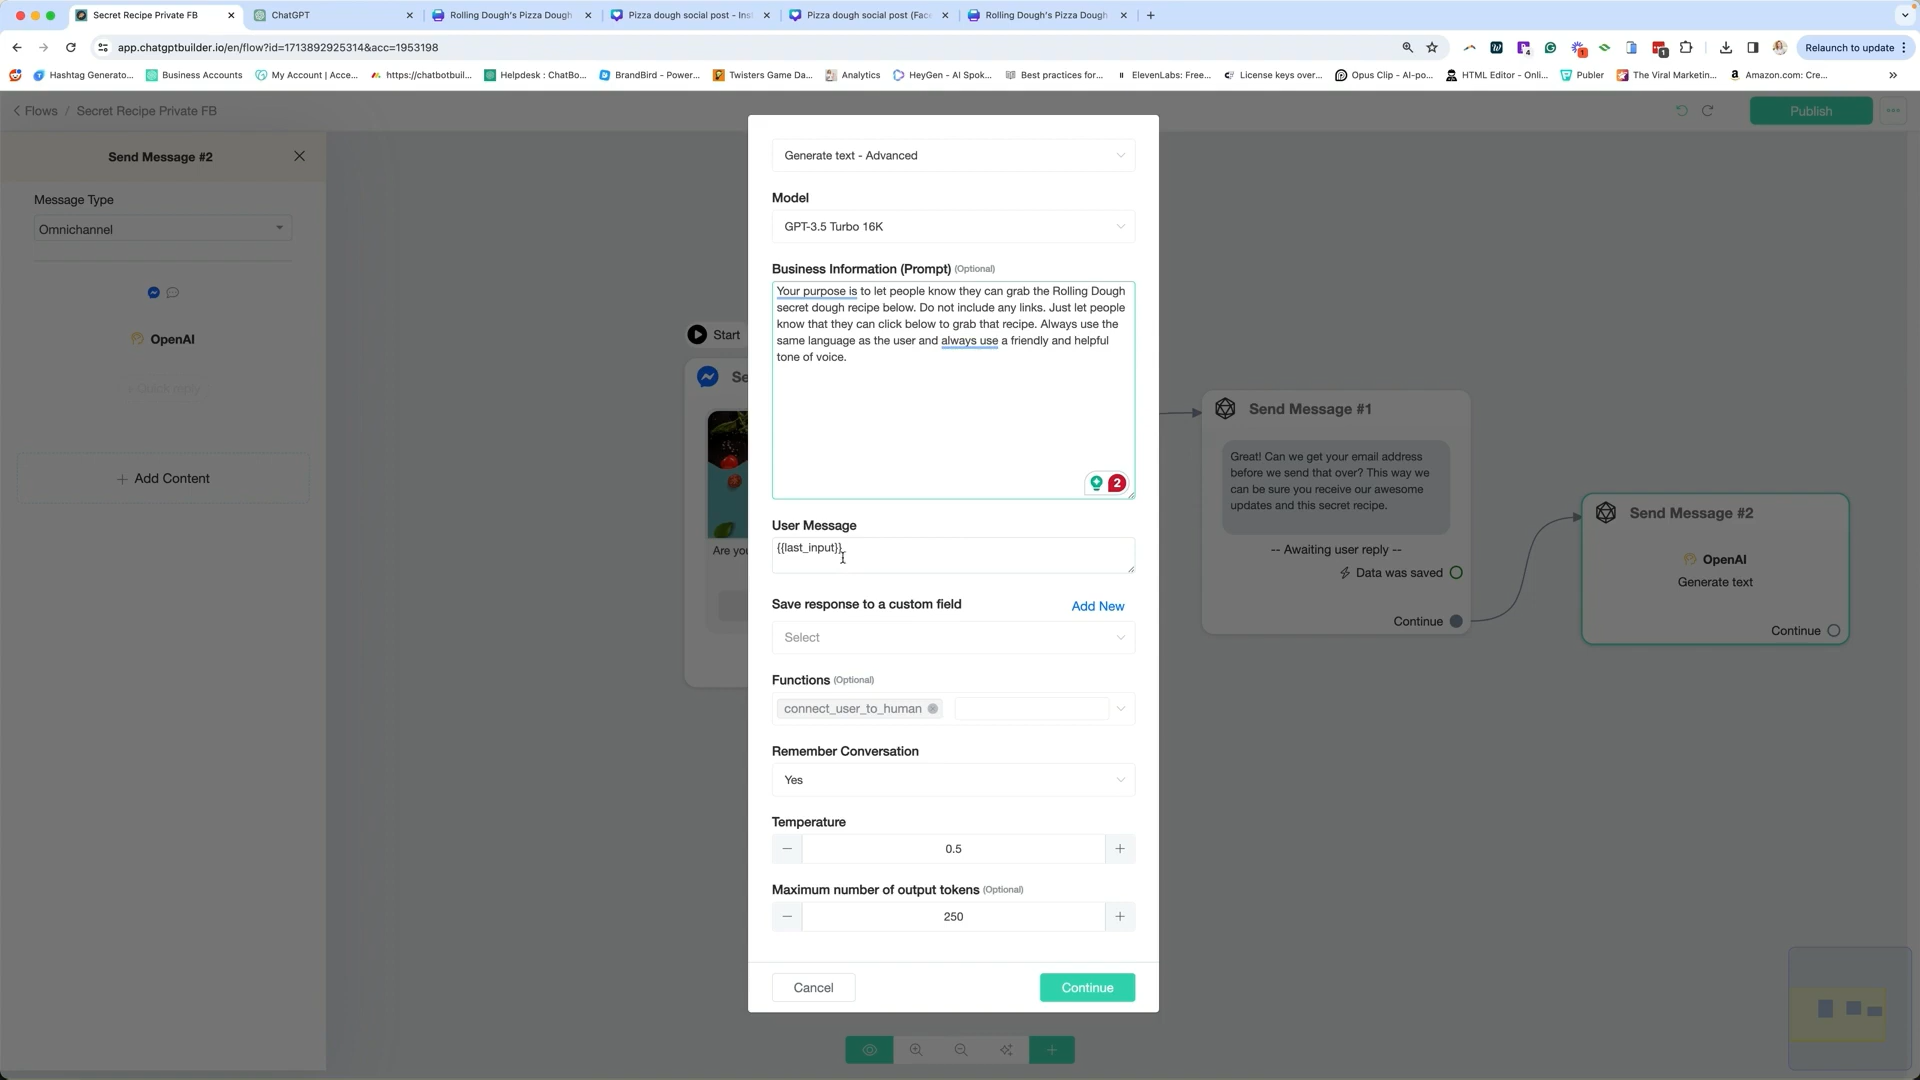 Secret Recipe Private FB
ChatGPT
Rolling Dough's Pizza Dough
Pizza dough social post - Ins
Pizza dough social post (Fac
Rolling Dough's Pizza Dough
app.chatgptbuilder.io/en/flow?id=1713892925314&acc=1953198
Relaunch to update
Hashtag Generato...
Business Accounts
My Account | Acce...
https://chatbotbuil...
Helpdesk : ChatBo...
BrandBird - Power...
Twisters Game Da...
Analytics
HeyGen - AI Spok...
Best practices for...
ElevenLabs: Free...
License keys over...
Opus Clip - AI-po...
HTML Editor - Onli...
Publer
The Viral Marketin...
Amazon.com: Cre...
Flows / Secret Recipe Private FB
Publish
Send Message #2
Message Type
Omnichannel
OpenAI
+ Quick reply
+ Add Content
Start
Se
Are you
Generate text - Advanced
Model
GPT-3.5 Turbo 16K
Business Information (Prompt) (Optional)
Your purpose is to let people know they can grab the Rolling Dough
secret dough recipe below. Do not include any links. Just let people
know that they can click below to grab that recipe. Always use the
same language as the user and always use a friendly and helpful
tone of voice.
2
User Message
{{last_input}}
Save response to a custom field
Add New
Select
Functions (Optional)
connect_user_to_human
Remember Conversation
Yes
Temperature
0.5
Maximum number of output tokens (Optional)
250
Cancel
Continue
Send Message #1
Great! Can we get your email address
before we send that over? This way we
can be sure you receive our awesome
updates and this secret recipe.
-- Awaiting user reply --
Data was saved
Continue
Send Message #2
OpenAI
Generate text
Continue